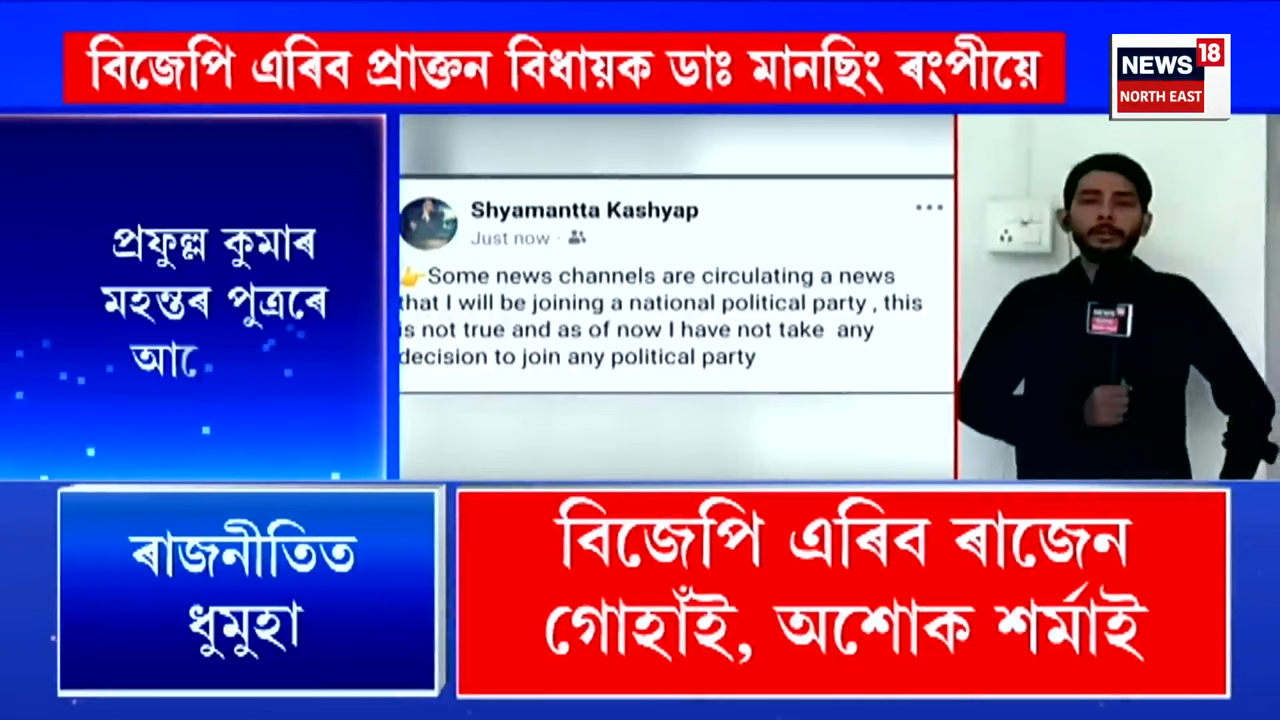 বিজেপি এৰিব প্ৰাক্তন বিধায়ক ডাঃ মানছিং ৰংপীয়ে
NEWS 18
NORTH EAST
প্ৰফুল্ল কুমাৰ
মহন্তৰ পুত্ৰৰে
Shyamantta Kashyap
Just now
👉Some news channels are circulating a news
that I will be joining a national political party , this
is not true and as of now I have not take any
decision to join any political party
ৰাজনীতিত
ধুমুহা
বিজেপি এৰিব ৰাজেন
গোহাঁই, অশোক শৰ্মাই